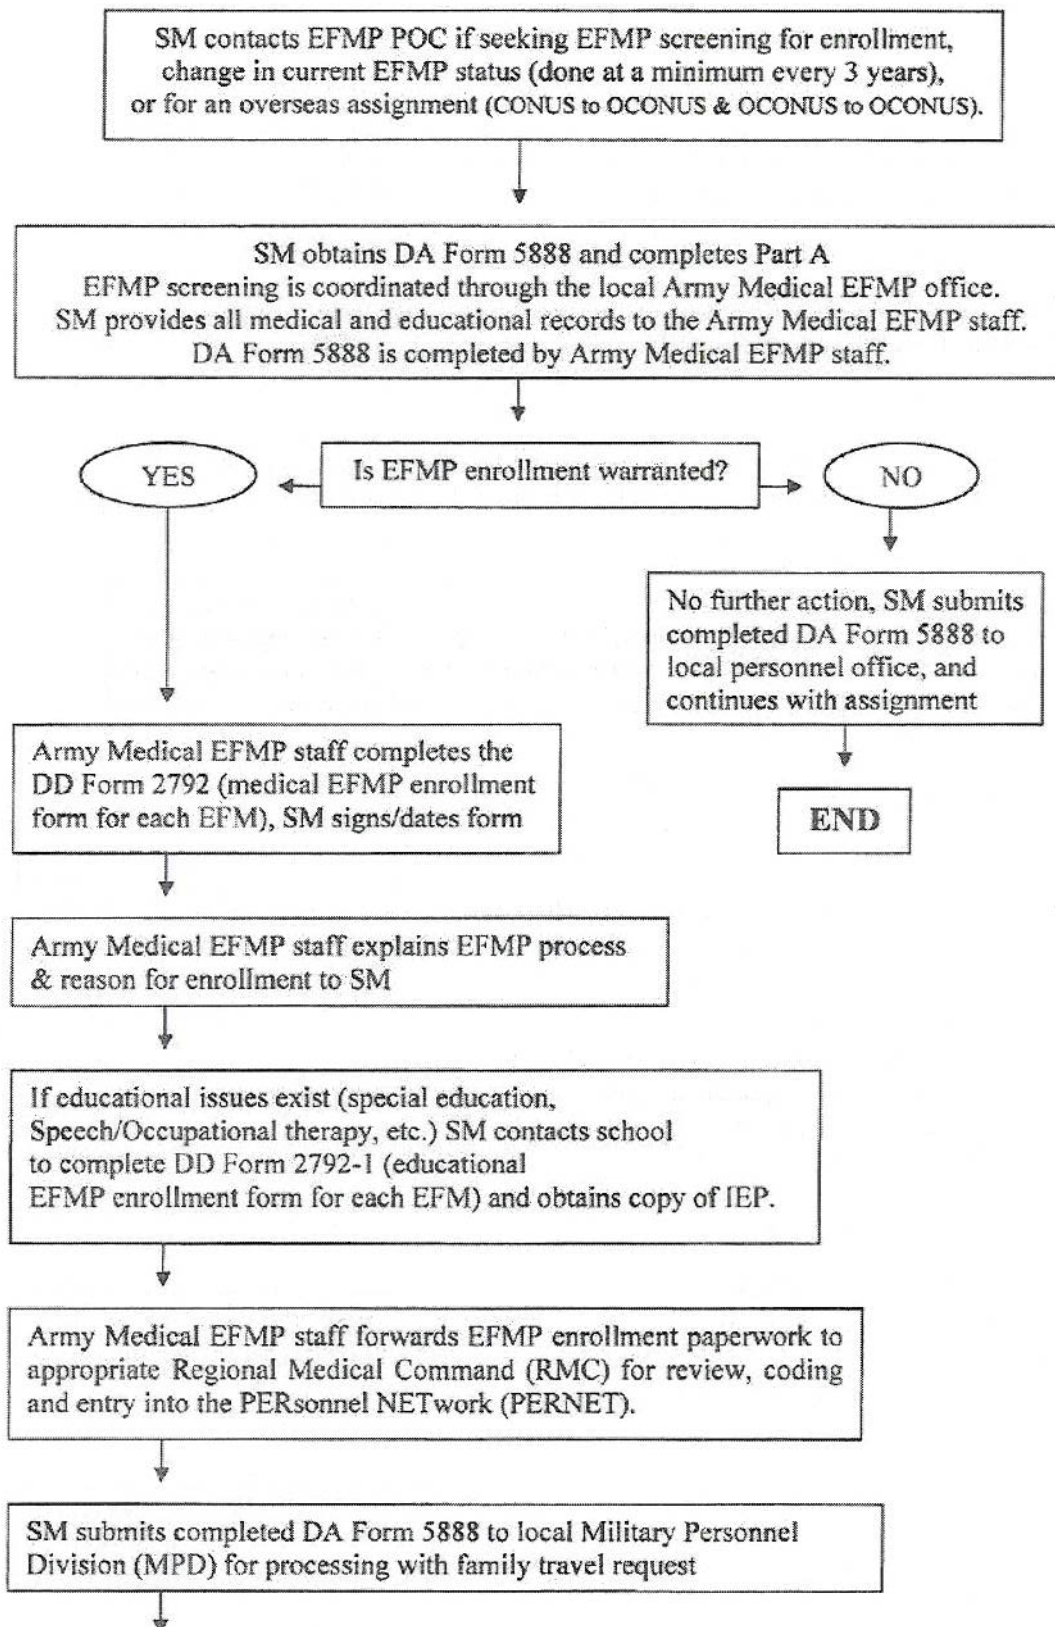 SM contacts EFMP POC if seeking EFMP screening for enrollment,
change in current EFMP status (done at a minimum every 3 years),
or for an overseas assignment (CONUS to OCONUS & OCONUS to OCONUS).
SM obtains DA Form 5888 and completes Part A
EFMP screening is coordinated through the local Army Medical EFMP office.
SM provides all medical and educational records to the Army Medical EFMP staff.
DA Form 5888 is completed by Army Medical EFMP staff.
YES
Is EFMP enrollment warranted?
NO
No further action, SM submits
completed DA Form 5888 to
local personnel office, and
continues with assignment
END
Army Medical EFMP staff completes the
DD Form 2792 (medical EFMP enrollment
form for each EFM), SM signs/dates form
Army Medical EFMP staff explains EFMP process
& reason for enrollment to SM
If educational issues exist (special education,
Speech/Occupational therapy, etc.) SM contacts school
to complete DD Form 2792-1 (educational
EFMP enrollment form for each EFM) and obtains copy of IEP.
Army Medical EFMP staff forwards EFMP enrollment paperwork to
appropriate Regional Medical Command (RMC) for review, coding
and entry into the PERsonnel NETwork (PERNET).
SM submits completed DA Form 5888 to local Military Personnel
Division (MPD) for processing with family travel request